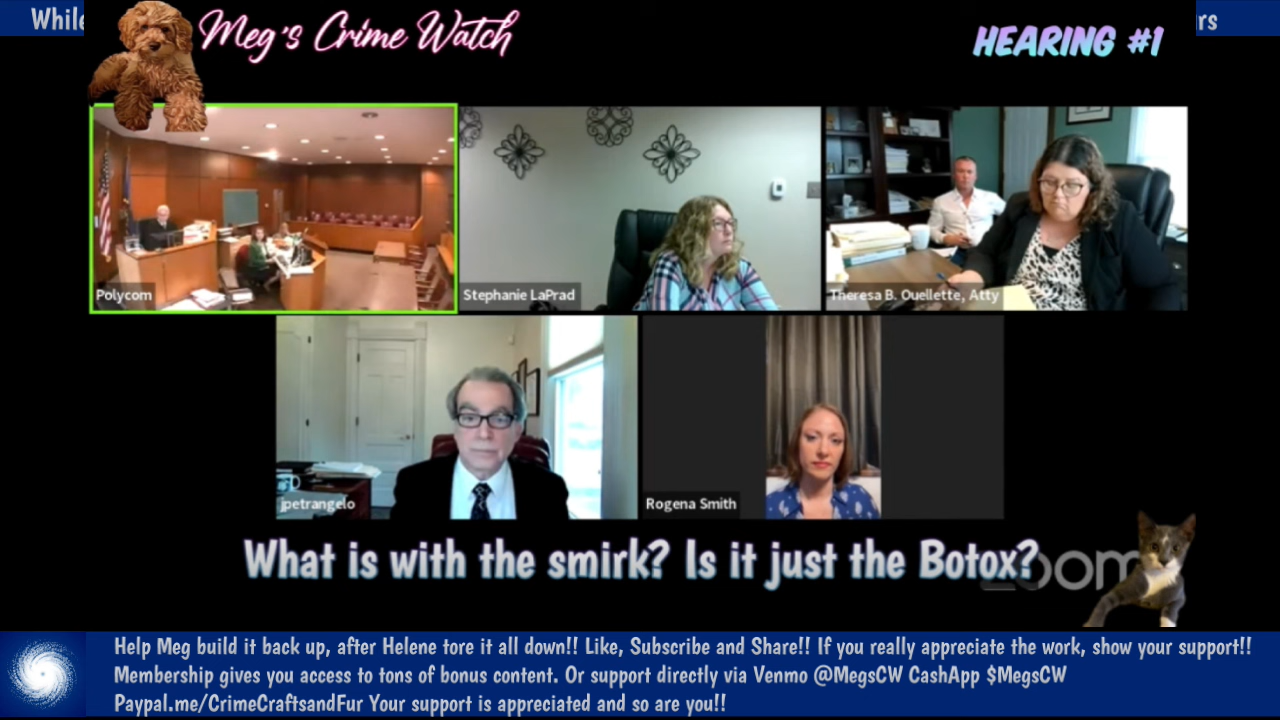 While
rs
Meg's Crime Watch
HEARING #1
Polycom
Stephanie LaPrad
Theresa B. Ouellette, Atty
jpetrangelo
Rogena Smith
What is with the smirk? Is it just the Botox?
zoom
Help Meg build it back up, after Helene tore it all down!! Like, Subscribe and Share!! If you really appreciate the work, show your support!!
Membership gives you access to tons of bonus content. Or support directly via Venmo @MegsCW CashApp $MegsCW
Paypal.me/CrimeCraftsandFur Your support is appreciated and so are you!!